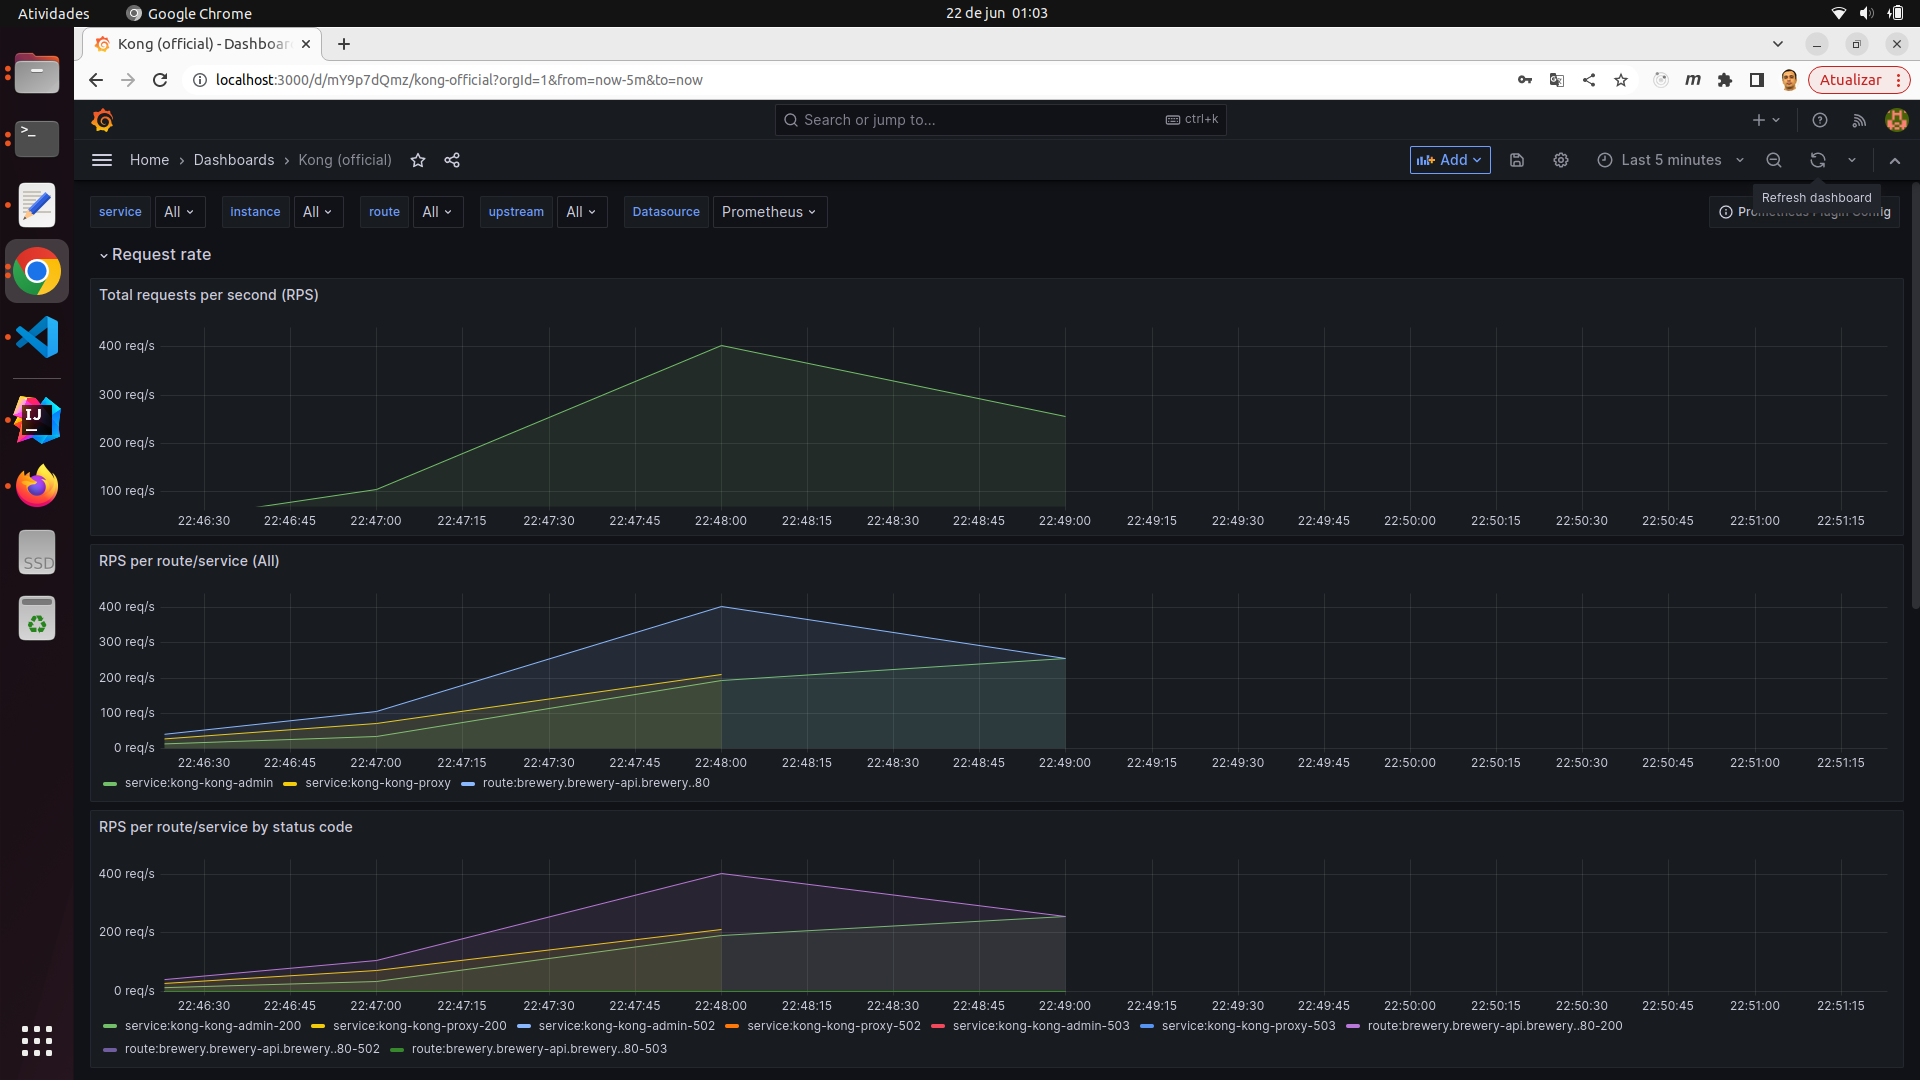 Atividades Google Chrome 22 de jun 01:03
Kong (official) - Dashboar
localhost:3000/d/mY9p7dQmz/kong-official?orgId=1&from=now-5m&to=now Atualizar
Search or jump to... ctrl+k
Home › Dashboards › Kong (official) Add Last 5 minutes
Refresh dashboard
service All instance All route All upstream All Datasource Prometheus Prometheus Plugin Config
Request rate
Total requests per second (RPS)
400 req/s
300 req/s
200 req/s
100 req/s
22:46:30 22:46:45 22:47:00 22:47:15 22:47:30 22:47:45 22:48:00 22:48:15 22:48:30 22:48:45 22:49:00 22:49:15 22:49:30 22:49:45 22:50:00 22:50:15 22:50:30 22:50:45 22:51:00 22:51:15
RPS per route/service (All)
400 req/s
300 req/s
200 req/s
100 req/s
0 req/s
22:46:30 22:46:45 22:47:00 22:47:15 22:47:30 22:47:45 22:48:00 22:48:15 22:48:30 22:48:45 22:49:00 22:49:15 22:49:30 22:49:45 22:50:00 22:50:15 22:50:30 22:50:45 22:51:00 22:51:15
service:kong-kong-admin service:kong-kong-proxy route:brewery.brewery-api.brewery..80
RPS per route/service by status code
400 req/s
200 req/s
0 req/s
22:46:30 22:46:45 22:47:00 22:47:15 22:47:30 22:47:45 22:48:00 22:48:15 22:48:30 22:48:45 22:49:00 22:49:15 22:49:30 22:49:45 22:50:00 22:50:15 22:50:30 22:50:45 22:51:00 22:51:15
service:kong-kong-admin-200 service:kong-kong-proxy-200 service:kong-kong-admin-502 service:kong-kong-proxy-502 service:kong-kong-admin-503 service:kong-kong-proxy-503 route:brewery.brewery-api.brewery..80-200
route:brewery.brewery-api.brewery..80-502 route:brewery.brewery-api.brewery..80-503
>_
IJ
SSD
m